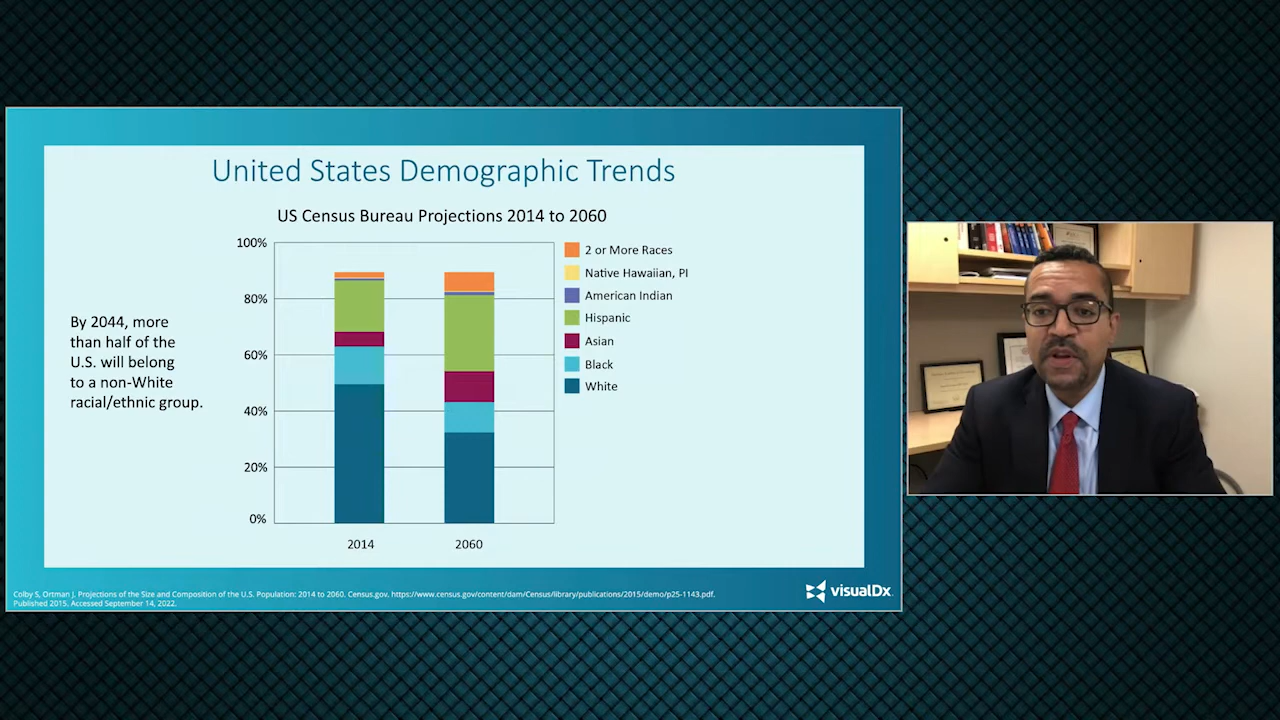 United States Demographic Trends
US Census Bureau Projections 2014 to 2060
By 2044, more
than half of the
U.S. will belong
to a non-White
racial/ethnic group.
100%
80%
60%
40%
20%
0%
2014
2060
2 or More Races
Native Hawaiian, PI
American Indian
Hispanic
Asian
Black
White
Colby S, Ortman J. Projections of the Size and Composition of the U.S. Population: 2014 to 2060. Census.gov. https://www.census.gov/content/dam/Census/library/publications/2015/demo/p25-1143.pdf.
Published 2015. Accessed September 14, 2022.
visualDx